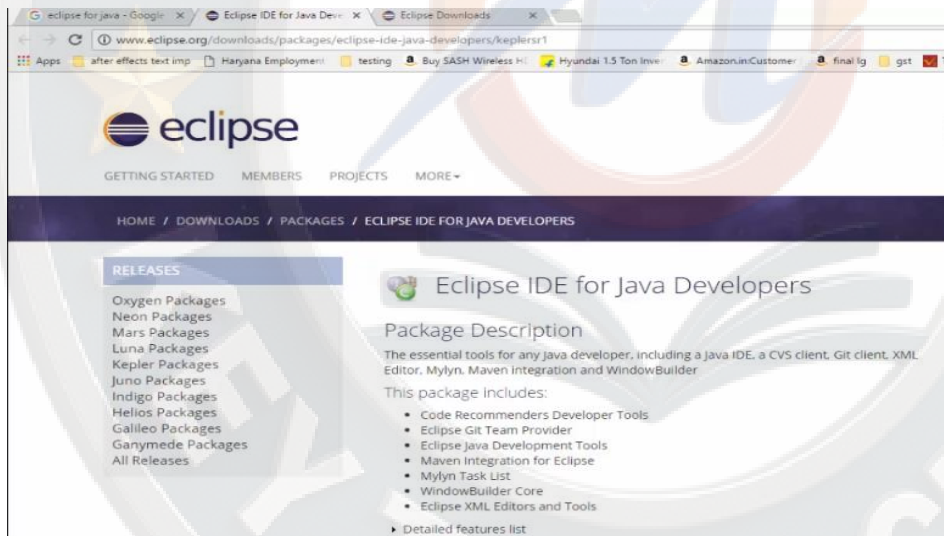 eclipse for java - Google
Eclipse IDE for Java Deve
Eclipse Downloads
www.eclipse.org/downloads/packages/eclipse-ide-java-developers/keplersr1
Apps after effects text imp Haryana Employment testing Buy SASH Wireless Hyundai 1.5 Ton Inver Amazon.in:Customer final lg gst
eclipse
GETTING STARTED MEMBERS PROJECTS MORE
HOME / DOWNLOADS / PACKAGES / ECLIPSE IDE FOR JAVA DEVELOPERS
RELEASES
Oxygen Packages
Neon Packages
Mars Packages
Luna Packages
Kepler Packages
Juno Packages
Indigo Packages
Helios Packages
Galileo Packages
Ganymede Packages
All Releases
Eclipse IDE for Java Developers
Package Description
The essential tools for any Java developer, including a Java IDE, a CVS client, Git client, XML
Editor, Mylyn, Maven integration and WindowBuilder
This package includes:
• Code Recommenders Developer Tools
• Eclipse Git Team Provider
• Eclipse Java Development Tools
• Maven Integration for Eclipse
• Mylyn Task List
• WindowBuilder Core
• Eclipse XML Editors and Tools
Detailed features list